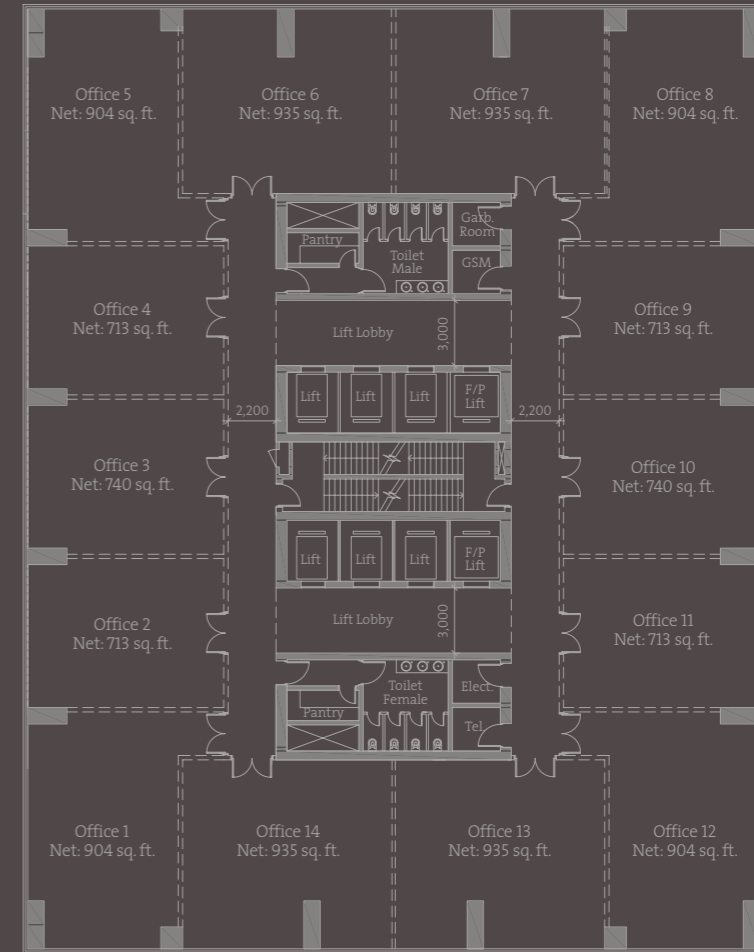 Office 5
Net: 904 sq. ft.
Office 6
Net: 935 sq. ft.
Office 7
Net: 935 sq. ft.
Office 8
Net: 904 sq. ft.
Garb.
Room
Pantry
Toilet
Male
GSM
Office 4
Net: 713 sq. ft.
Lift Lobby
3,000
Office 9
Net: 713 sq. ft.
Lift
Lift
Lift
F/P
Lift
2,200
2,200
Office 3
Net: 740 sq. ft.
Office 10
Net: 740 sq. ft.
Lift
Lift
Lift
F/P
Lift
Office 2
Net: 713 sq. ft.
Lift Lobby
3,000
Office 11
Net: 713 sq. ft.
Toilet
Female
Elect.
Pantry
Tel.
Office 1
Net: 904 sq. ft.
Office 14
Net: 935 sq. ft.
Office 13
Net: 935 sq. ft.
Office 12
Net: 904 sq. ft.